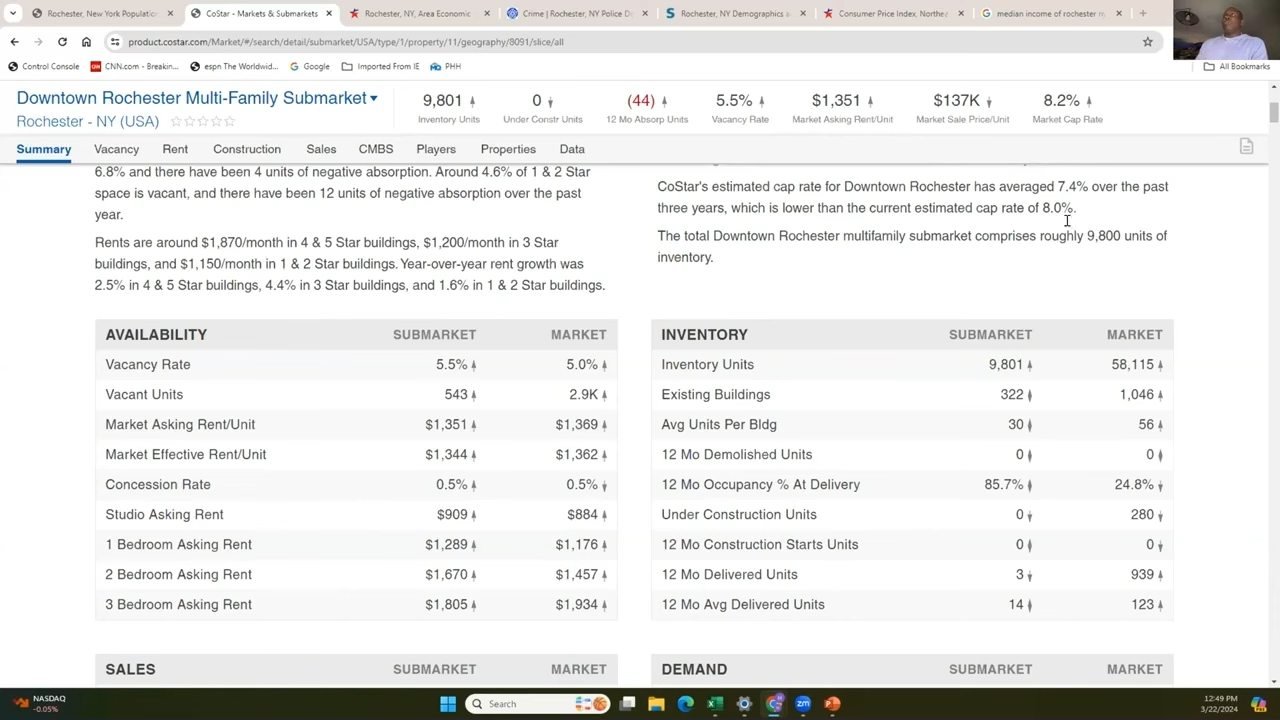 Rochester, New York Populati
CoStar - Markets & Submarkets
Rochester, NY, Area Economic
Crime | Rochester, NY Police De
Rochester, NY Demographics a
Consumer Price Index, Northea
median income of rochester m
product.costar.com/Market/#/search/detail/submarket/USA/type/1/property/11/geography/8091/slice/all
Control Console
CNN.com - Breakin...
espn The Worldwid...
Google
Imported From IE
PHH
All Bookmarks
Downtown Rochester Multi-Family Submarket
Rochester - NY (USA)
9,801 0 (44) 5.5% $1,351 $137K 8.2%
Inventory Units Under Constr Units 12 Mo Absorp Units Vacancy Rate Market Asking Rent/Unit Market Sale Price/Unit Market Cap Rate
Summary Vacancy Rent Construction Sales CMBS Players Properties Data
6.8% and there have been 4 units of negative absorption. Around 4.6% of 1 & 2 Star
space is vacant, and there have been 12 units of negative absorption over the past
year.
Rents are around $1,870/month in 4 & 5 Star buildings, $1,200/month in 3 Star
buildings, and $1,150/month in 1 & 2 Star buildings. Year-over-year rent growth was
2.5% in 4 & 5 Star buildings, 4.4% in 3 Star buildings, and 1.6% in 1 & 2 Star buildings.
CoStar's estimated cap rate for Downtown Rochester has averaged 7.4% over the past
three years, which is lower than the current estimated cap rate of 8.0%.
The total Downtown Rochester multifamily submarket comprises roughly 9,800 units of
inventory.
AVAILABILITY SUBMARKET MARKET
Vacancy Rate 5.5% 5.0%
Vacant Units 543 2.9K
Market Asking Rent/Unit $1,351 $1,369
Market Effective Rent/Unit $1,344 $1,362
Concession Rate 0.5% 0.5%
Studio Asking Rent $909 $884
1 Bedroom Asking Rent $1,289 $1,176
2 Bedroom Asking Rent $1,670 $1,457
3 Bedroom Asking Rent $1,805 $1,934
INVENTORY SUBMARKET MARKET
Inventory Units 9,801 58,115
Existing Buildings 322 1,046
Avg Units Per Bldg 30 56
12 Mo Demolished Units 0 0
12 Mo Occupancy % At Delivery 85.7% 24.8%
Under Construction Units 0 280
12 Mo Construction Starts Units 0 0
12 Mo Delivered Units 3 939
12 Mo Avg Delivered Units 14 123
SALES SUBMARKET MARKET
DEMAND SUBMARKET MARKET
NASDAQ
-0.05%
Search
12:49 PM
3/22/2024